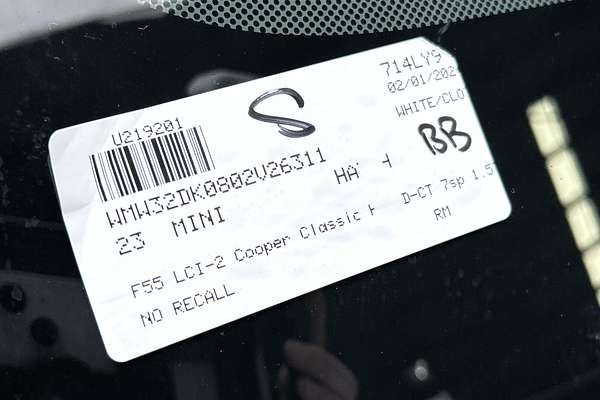 U219201
S
714LY9
02/01/202
WHITE/CLO
BB
WMW32DK0802V26311
23 MINI
HA
F55 LCI-2 Cooper Classic
D-CT 7sp 1.5
NO RECALL
RM